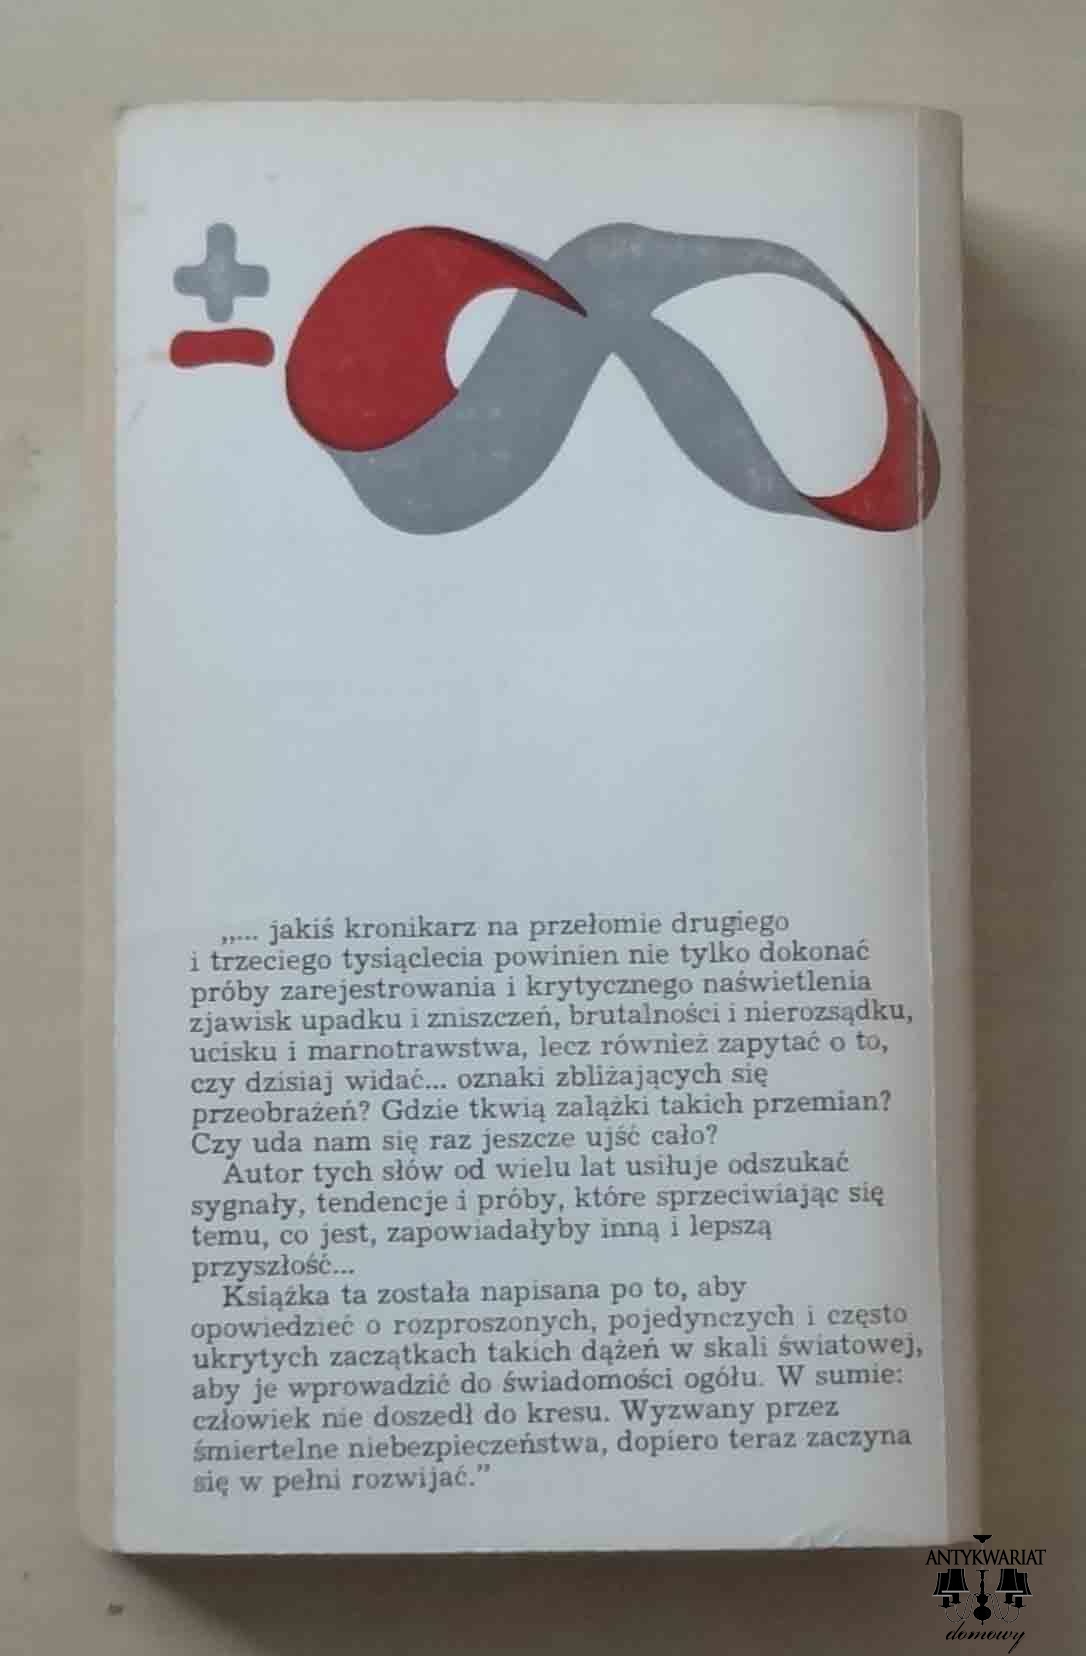 +
−
„... jakiś kronikarz na przełomie drugiego
i trzeciego tysiąclecia powinien nie tylko dokonać
próby zarejestrowania i krytycznego naświetlenia
zjawisk upadku i zniszczeń, brutalności i nierozsądku,
ucisku i marnotrawstwa, lecz również zapytać o to,
czy dzisiaj widać... oznaki zbliżających się
przeobrażeń? Gdzie tkwią zalążki takich przemian?
Czy uda nam się raz jeszcze ujść cało?
Autor tych słów od wielu lat usiłuje odszukać
sygnały, tendencje i próby, które sprzeciwiając się
temu, co jest, zapowiadałyby inną i lepszą
przyszłość...
Książka ta została napisana po to, aby
opowiedzieć o rozproszonych, pojedynczych i często
ukrytych zaczątkach takich dążeń w skali światowej,
aby je wprowadzić do świadomości ogółu. W sumie:
człowiek nie doszedł do kresu. Wyzwany przez
śmiertelne niebezpieczeństwa, dopiero teraz zaczyna
się w pełni rozwijać.”
ANTYKWARIAT
domowy